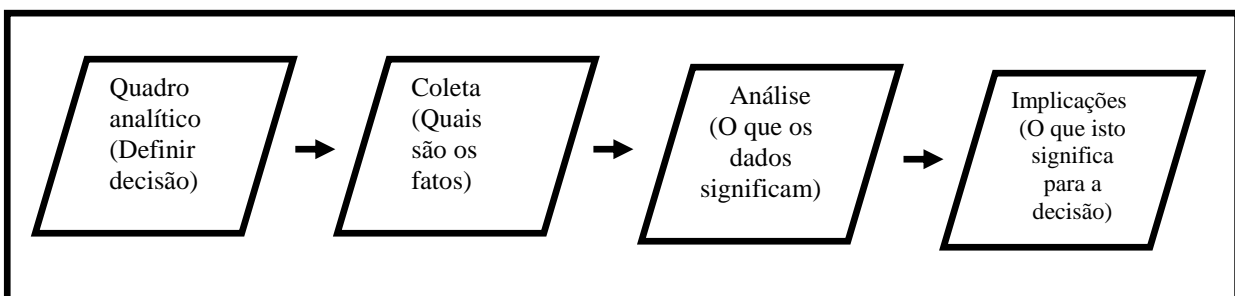 Quadro
analítico
(Definir
decisão)
Coleta
(Quais
são os
fatos)
Análise
(O que os
dados
significam)
Implicações
(O que isto
significa
para a
decisão)